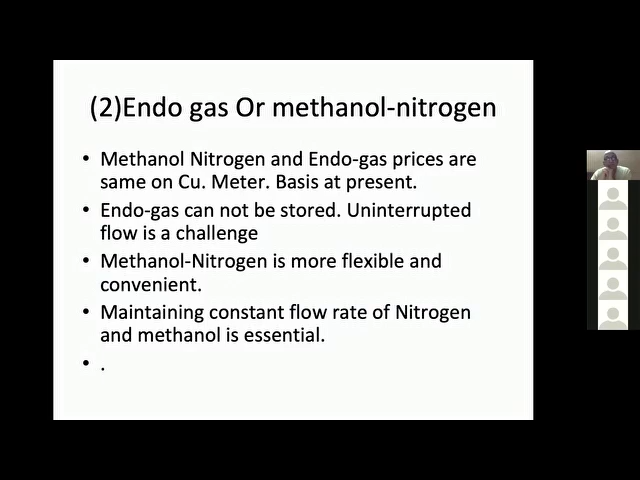 (2)Endo gas Or methanol-nitrogen
• Methanol Nitrogen and Endo-gas prices are
same on Cu. Meter. Basis at present.
• Endo-gas can not be stored. Uninterrupted
flow is a challenge
• Methanol-Nitrogen is more flexible and
convenient.
• Maintaining constant flow rate of Nitrogen
and methanol is essential.
• .